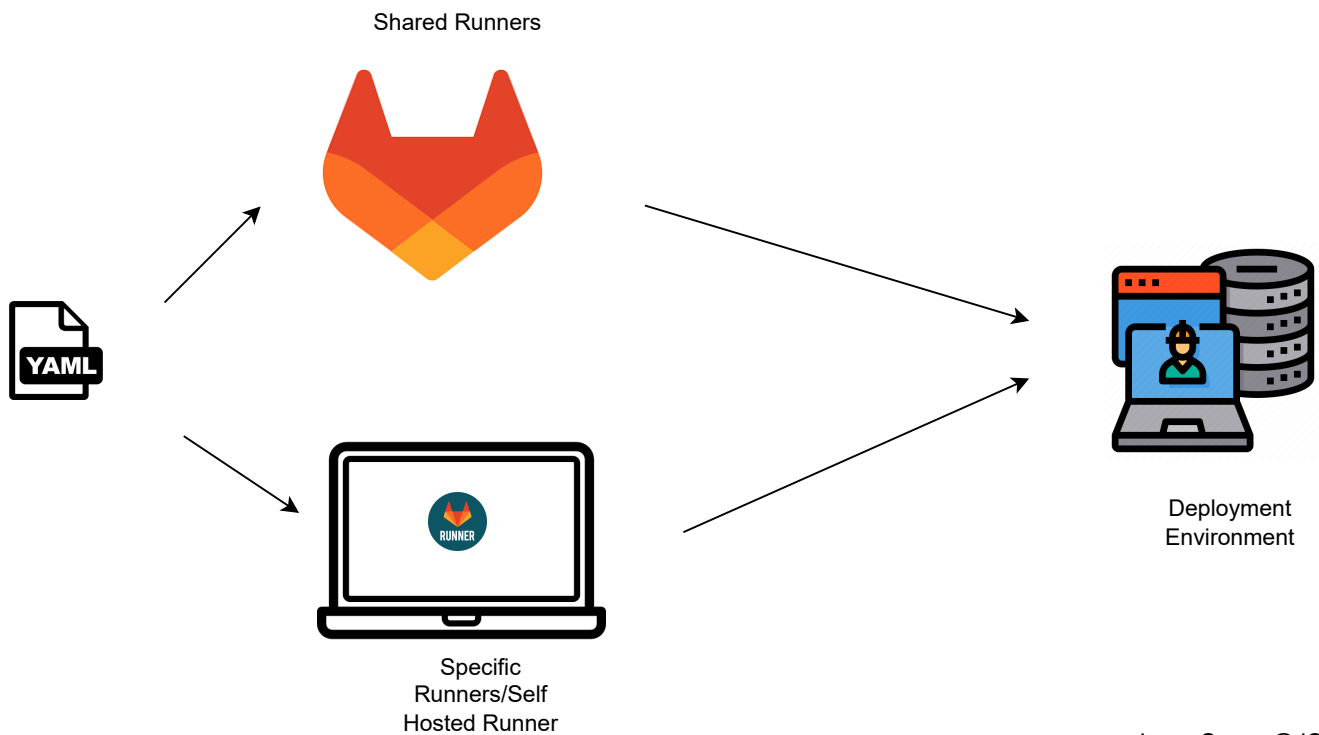 Shared Runners
YAML
RUNNER
Specific
Runners/Self
Hosted Runner
Deployment
Environment